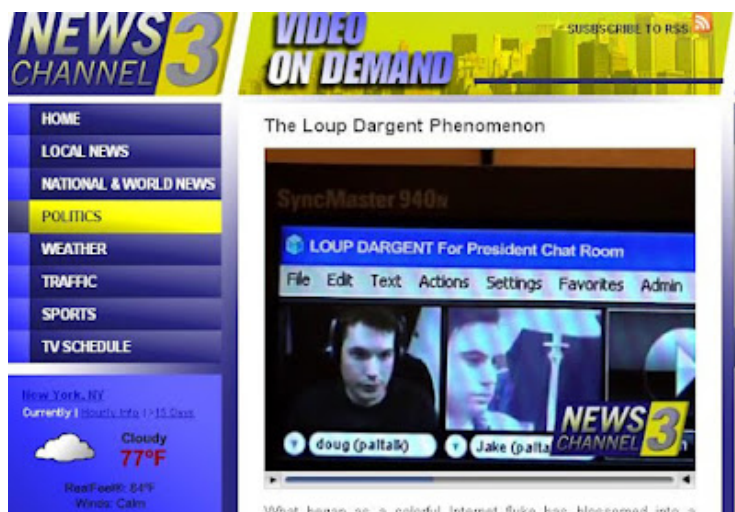 NEWS
CHANNEL 3
VIDEO
ON DEMAND
SUSBSCRIBE TO RSS
HOME
LOCAL NEWS
NATIONAL & WORLD NEWS
POLITICS
WEATHER
TRAFFIC
SPORTS
TV SCHEDULE
New York, NY
Currently | Hourly Info | >15 Days
Cloudy
77°F
RealFeel®: 84°F
Winds: Calm
The Loup Dargent Phenomenon
SyncMaster 940N
LOUP DARGENT For President Chat Room
File Edit Text Actions Settings Favorites Admin
doug (paltalk)
Jake (palta
NEWS
CHANNEL 3
What began as a colorful Internet fluke has blossomed into a